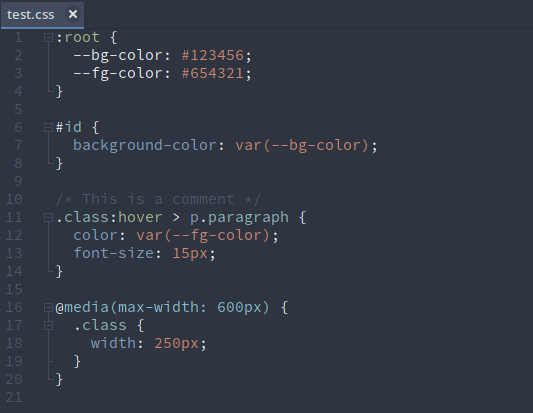 test.css ×
1 :root {
2   --bg-color: #123456;
3   --fg-color: #654321;
4 }
5
6 #id {
7   background-color: var(--bg-color);
8 }
9
10 /* This is a comment */
11 .class:hover > p.paragraph {
12   color: var(--fg-color);
13   font-size: 15px;
14 }
15
16 @media(max-width: 600px) {
17   .class {
18     width: 250px;
19   }
20 }
21